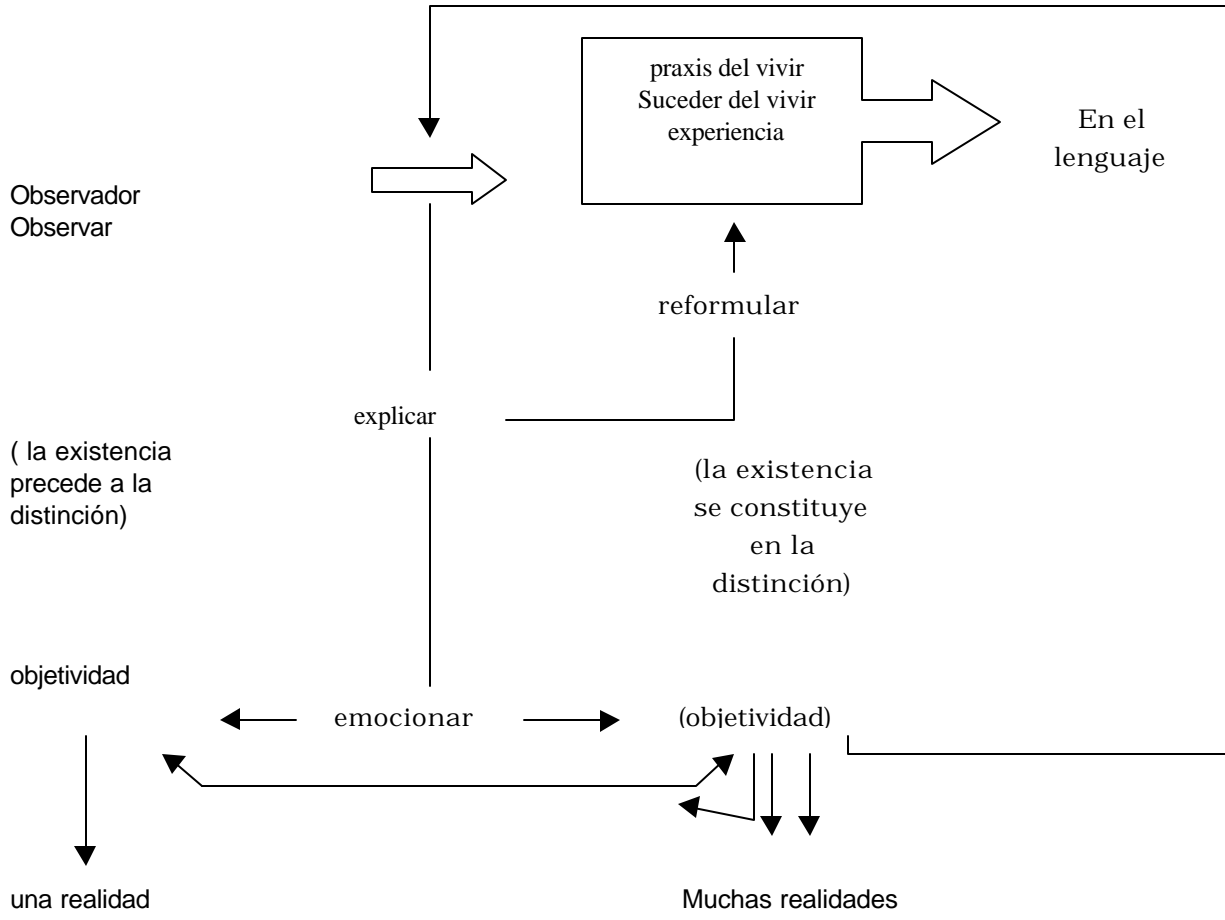 praxis del vivir
Suceder del vivir
experiencia
En el
lenguaje
Observador
Observar
reformular
explicar
( la existencia
precede a la
distinción)
(la existencia
se constituye
en la
distinción)
objetividad
emocionar
(objetividad)
una realidad
Muchas realidades